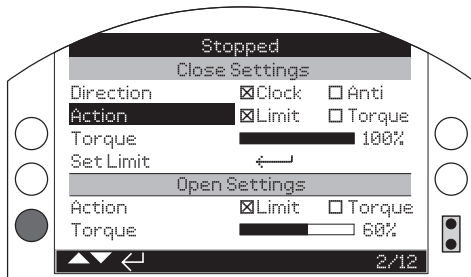 Stopped
Close Settings
Direction ☒Clock ☐Anti
Action ☒Limit ☐Torque
Torque 100%
Set Limit
Open Settings
Action ☒Limit ☐Torque
Torque 60%
2/12